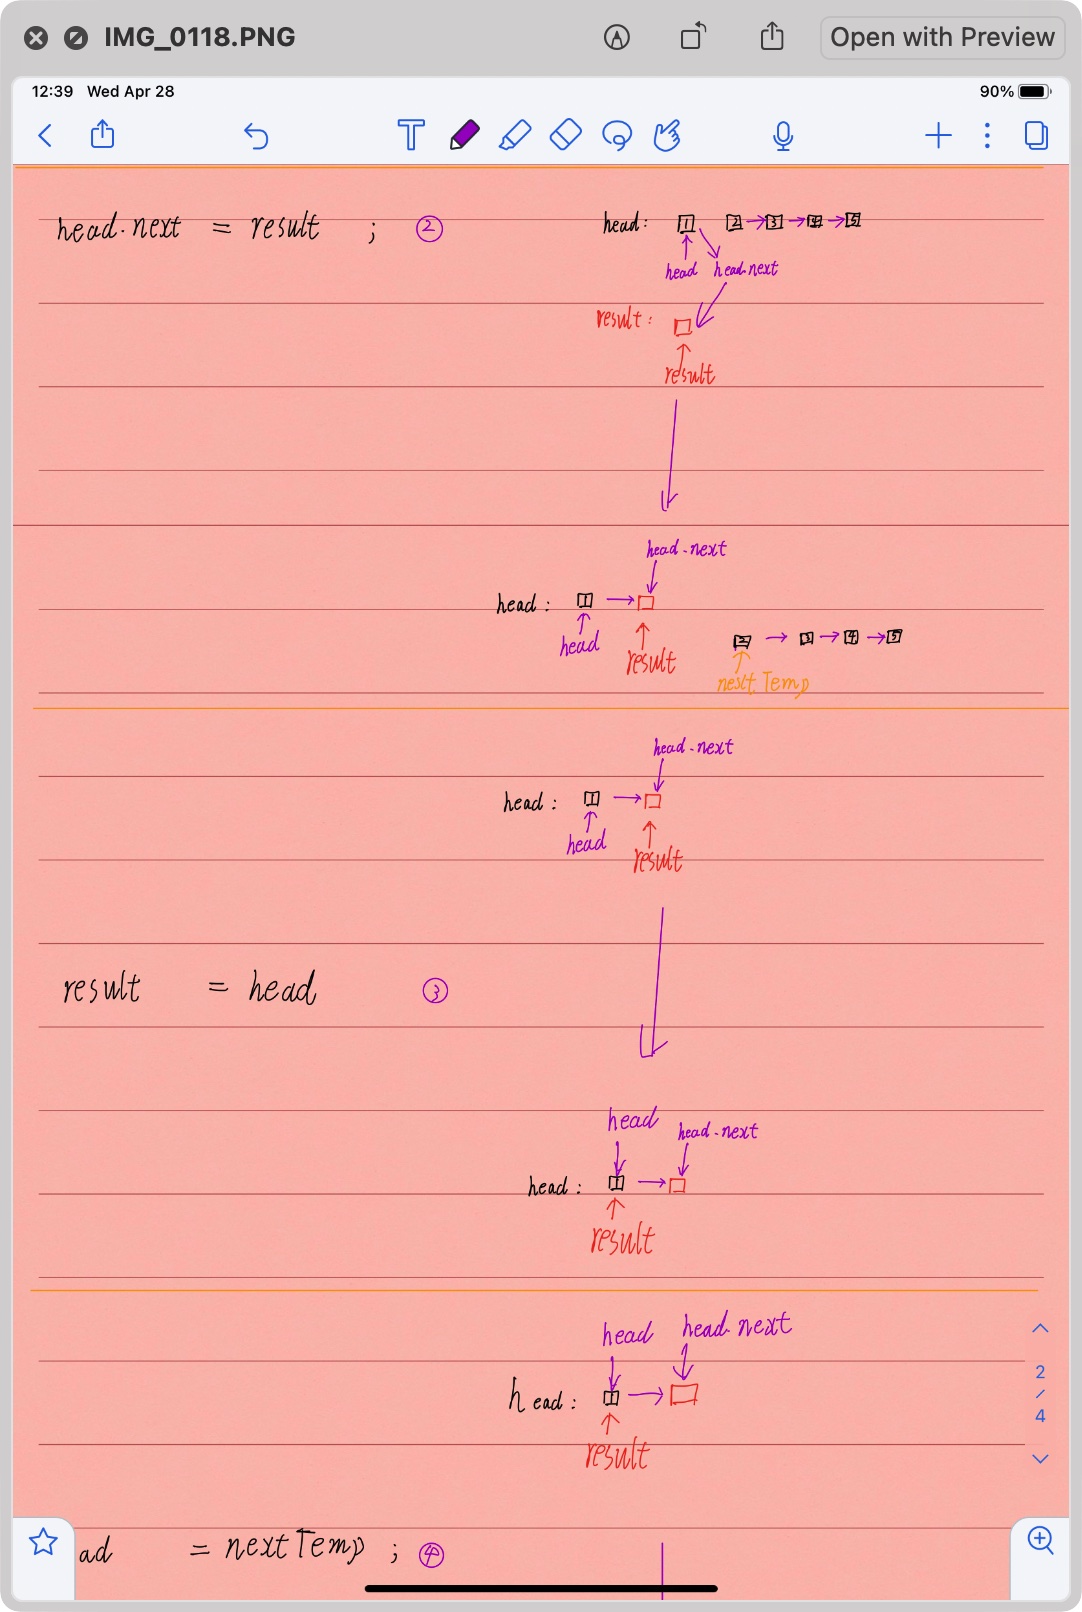 IMG_0118.PNG
Open with Preview
12:39 Wed Apr 28
90%
head.next = result ; ②
head: 1 2 → 3 → 4 → 5
head head.next
result:
result
head.next
head: 1 →
head
result
2 → 3 → 4 → 5
next Temp
head.next
head: 1 →
head
result
result = head ③
head
head.next
head: 1 →
result
head head next
head: 1 →
result
2
4
ad = nextTemp ; ④